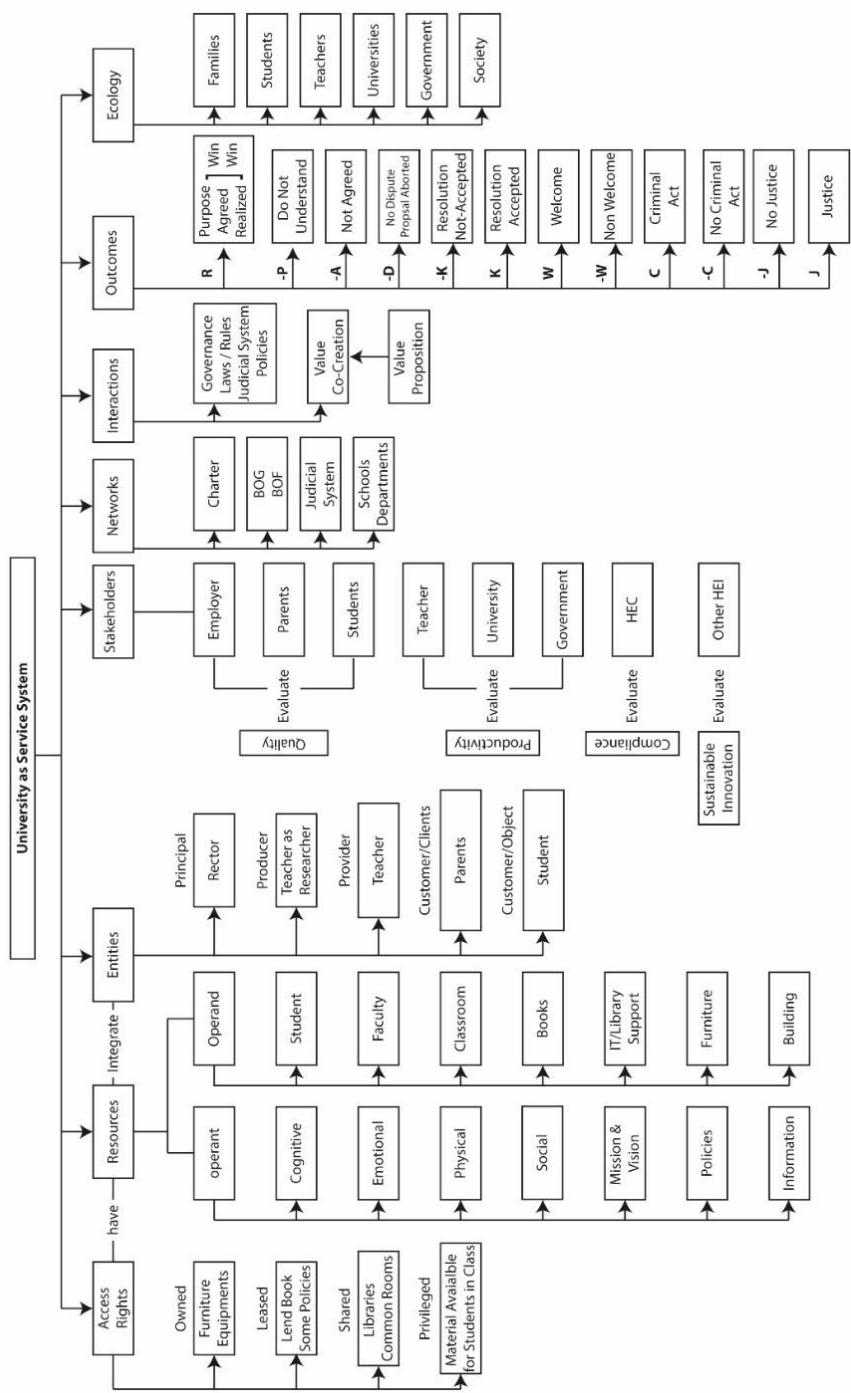 University as Service System
Access
Rights
have
Resources
Integrate
Entities
Stakeholders
Networks
Interactions
Outcomes
Ecology
Owned
Furniture
Equipments
Leased
Lend Book
Some Policies
Shared
Libraries
Common Rooms
Privileged
Material Avaialble
for Students in Class
operant
Cognitive
Emotional
Physical
Social
Mission &
Vision
Policies
Information
Operand
Student
Faculty
Classroom
Books
IT/Library
Support
Furniture
Building
Principal
Rector
Producer
Teacher as
Researcher
Provider
Teacher
Customer/Clients
Parents
Customer/Object
Student
Quality
Evaluate
Employer
Parents
Students
Productivity
Evaluate
Teacher
University
Government
Compliance
Evaluate
HEC
Sustainable
Innovation
Evaluate
Other HEI
Charter
BOG
BOF
Judicial
System
Schools
Departments
Governance
Laws / Rules
Judicial System
Policies
Value
Co-Creation
Value
Proposition
R
Purpose
Agreed
Realized
] Win
Win
-P
Do Not
Understand
-A
Not Agreed
-D
No Dispute
Propsal Aborted
-K
Resolution
Not-Accepted
K
Resolution
Accepted
W
Welcome
-W
Non Welcome
C
Criminal
Act
-C
No Criminal
Act
-J
No Justice
J
Justice
Families
Students
Teachers
Universities
Government
Society